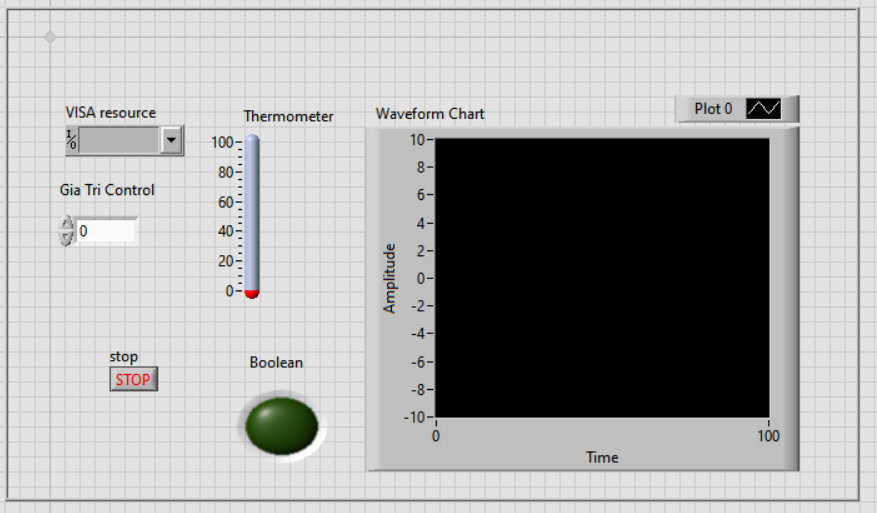 VISA resource
I/O
Gia Tri Control
0
stop
STOP
Thermometer
100
80
60
40
20
0
Boolean
Waveform Chart
Plot 0
Amplitude
10
8
6
4
2
0
-2
-4
-6
-8
-10
0
100
Time